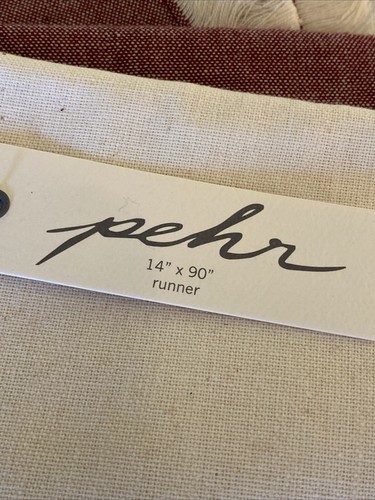 pehr
14" x 90"
runner